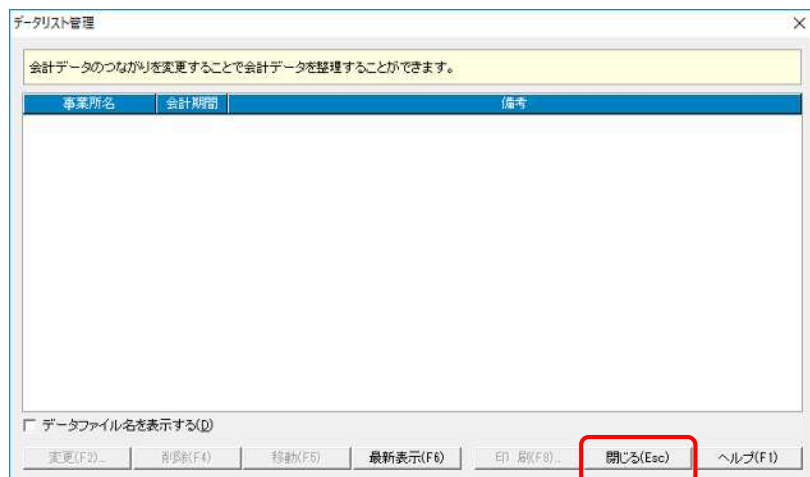 データリスト管理
会計データのつながりを変更することで会計データを整理することができます。
事業所名 会計期間 備考
データファイル名を表示する(D)
変更(F2)... 削除(F4) 移動(F5) 最新表示(F6) 印 刷(F8)... 閉じる(Esc) ヘルプ(F1)